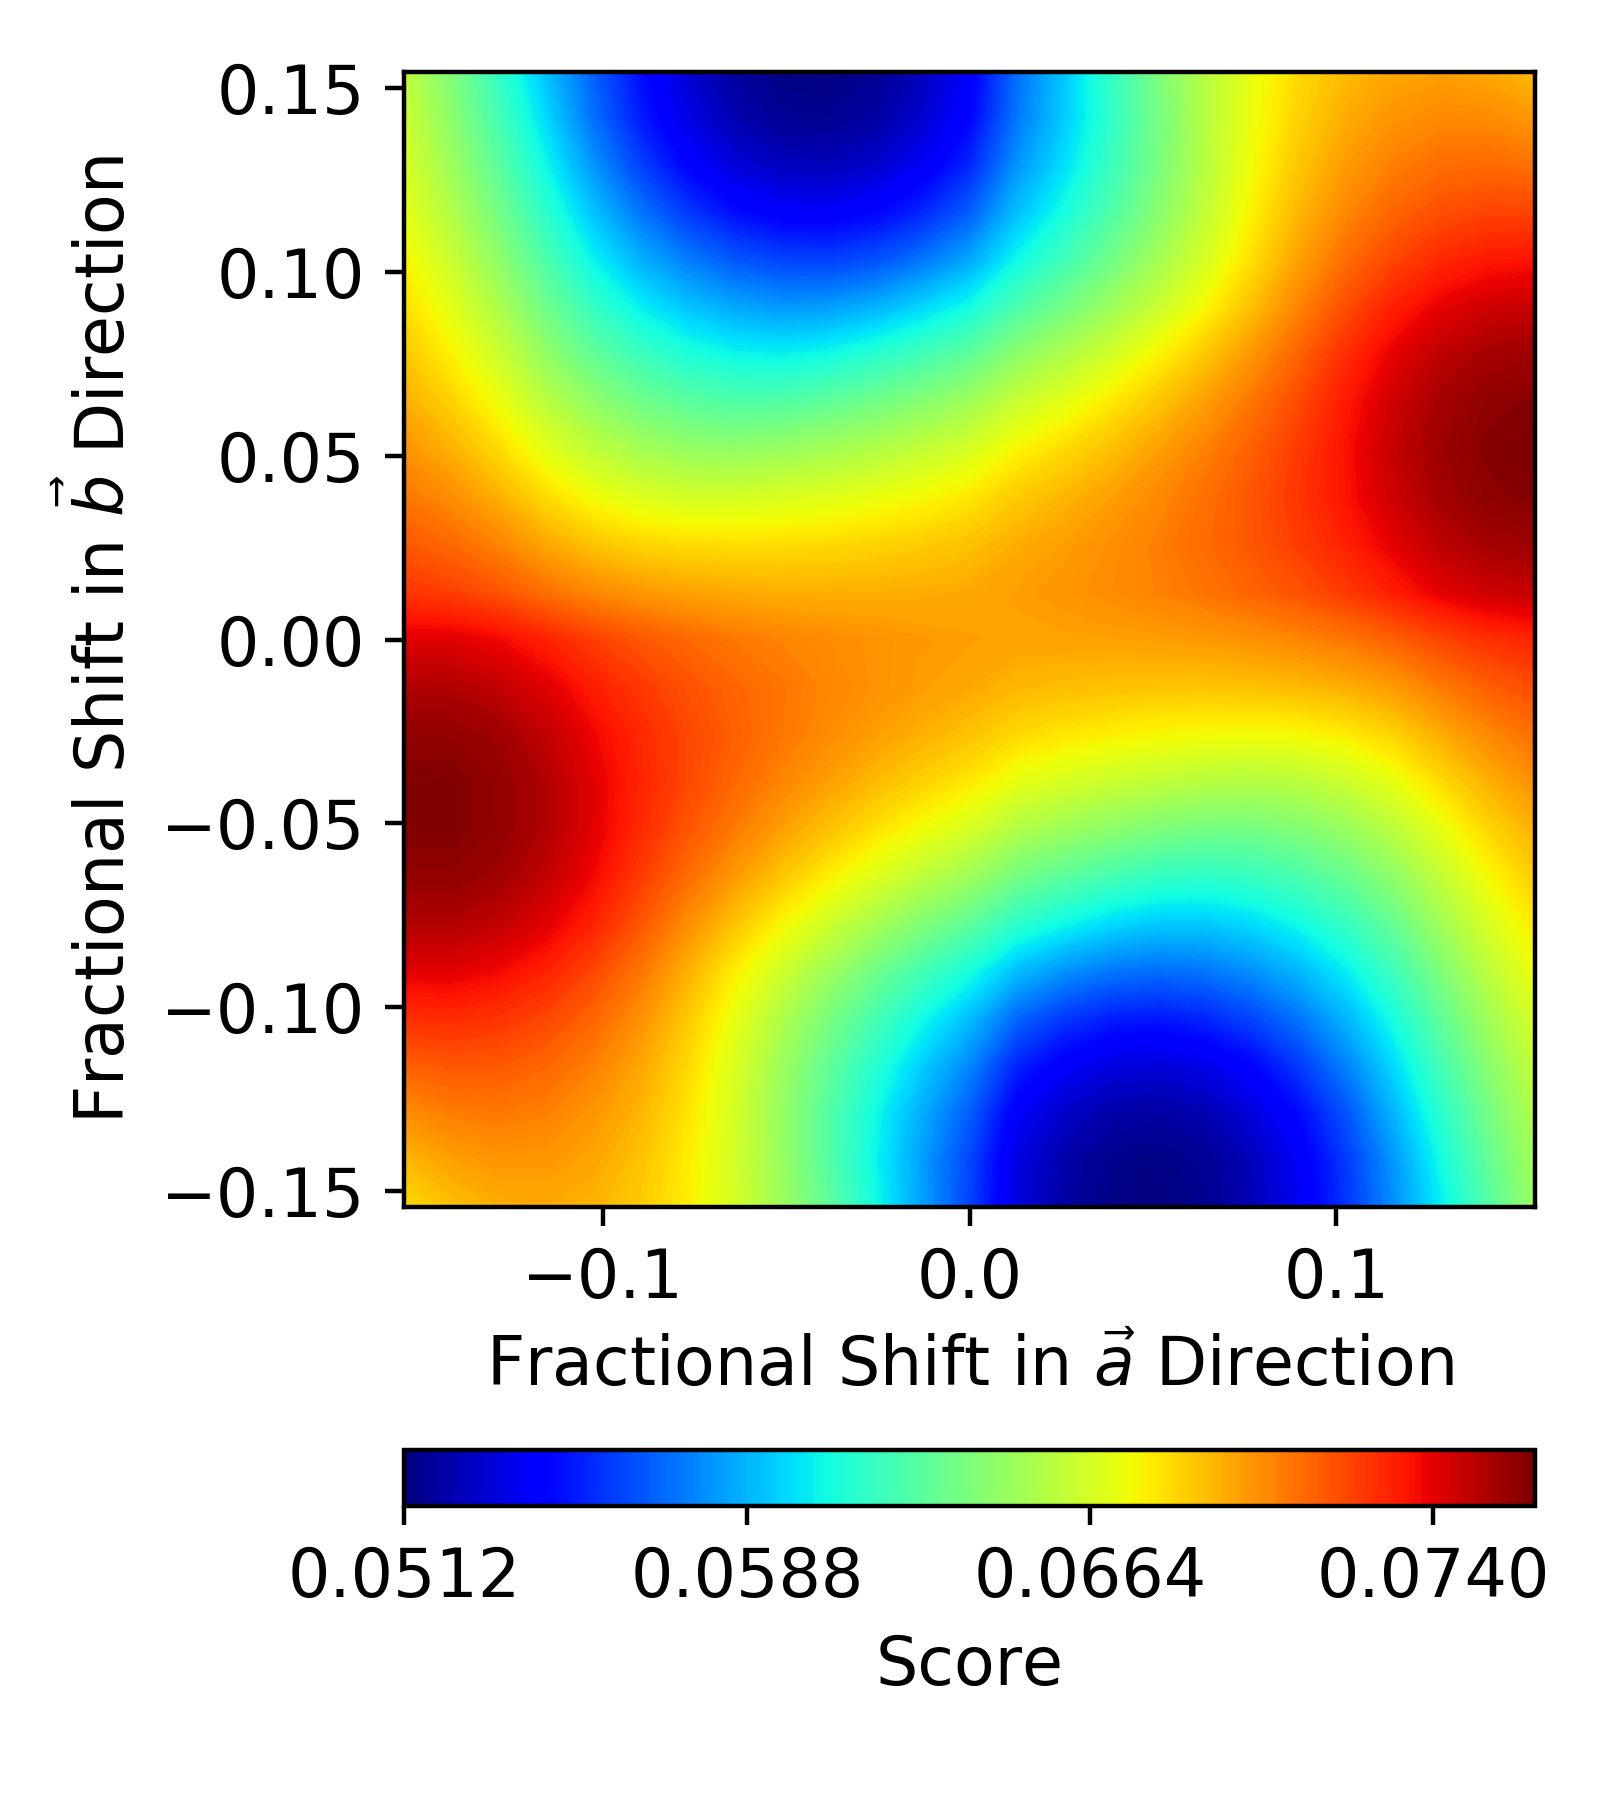 0.15
0.10
0.05
0.00
−0.05
−0.10
−0.15
Fractional Shift in b⃗ Direction
−0.1 0.0 0.1
Fractional Shift in a⃗ Direction
0.0512 0.0588 0.0664 0.0740
Score